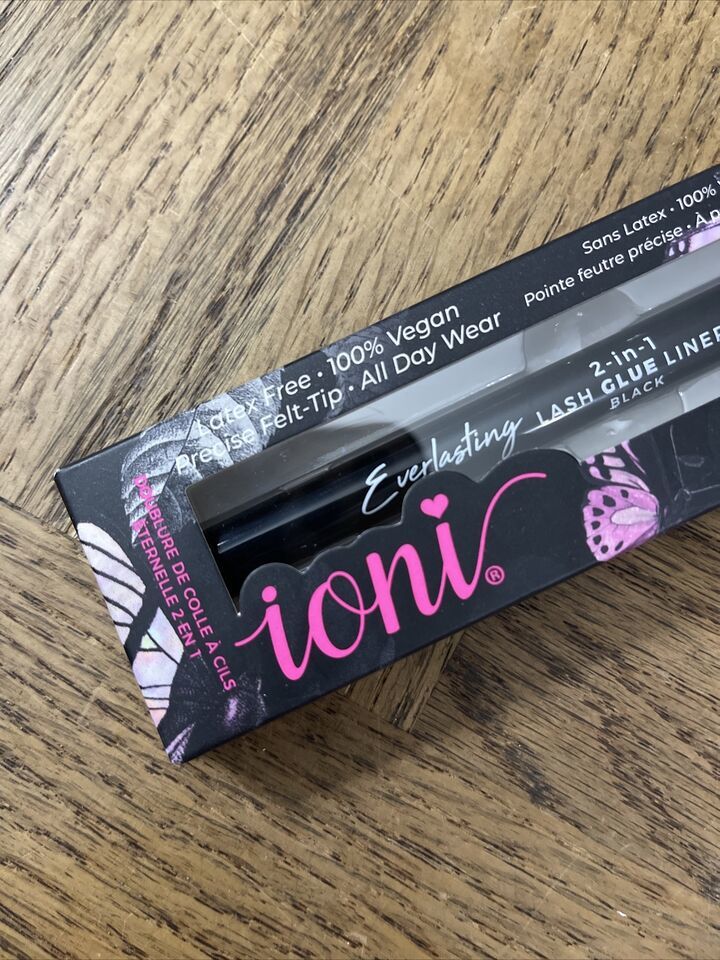 Latex Free • 100% Vegan
Precise Felt-Tip • All Day Wear
Sans Latex • 100%
Pointe feutre précise •
2-in-1
Everlasting LASH GLUE LINER
BLACK
ioni®
DOUBLURE DE COLLE À CILS
ÉTERNELLE 2 EN 1